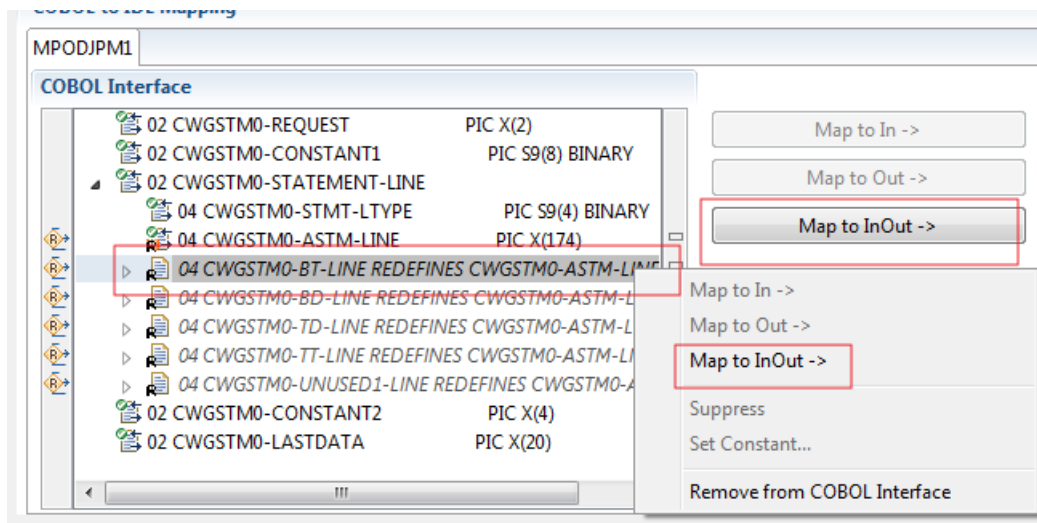 COBOL to IDL Mapping
MPODJPM1
COBOL Interface
02 CWGSTM0-REQUEST PIC X(2)
02 CWGSTM0-CONSTANT1 PIC S9(8) BINARY
02 CWGSTM0-STATEMENT-LINE
04 CWGSTM0-STMT-LTYPE PIC S9(4) BINARY
R 04 CWGSTM0-ASTM-LINE PIC X(174)
R 04 CWGSTM0-BT-LINE REDEFINES CWGSTM0-ASTM-LINE
R 04 CWGSTM0-BD-LINE REDEFINES CWGSTM0-ASTM-L
R 04 CWGSTM0-TD-LINE REDEFINES CWGSTM0-ASTM-L
R 04 CWGSTM0-TT-LINE REDEFINES CWGSTM0-ASTM-LI
R 04 CWGSTM0-UNUSED1-LINE REDEFINES CWGSTM0-A
02 CWGSTM0-CONSTANT2 PIC X(4)
02 CWGSTM0-LASTDATA PIC X(20)
Map to In ->
Map to Out ->
Map to InOut ->
Map to In ->
Map to Out ->
Map to InOut ->
Suppress
Set Constant...
Remove from COBOL Interface